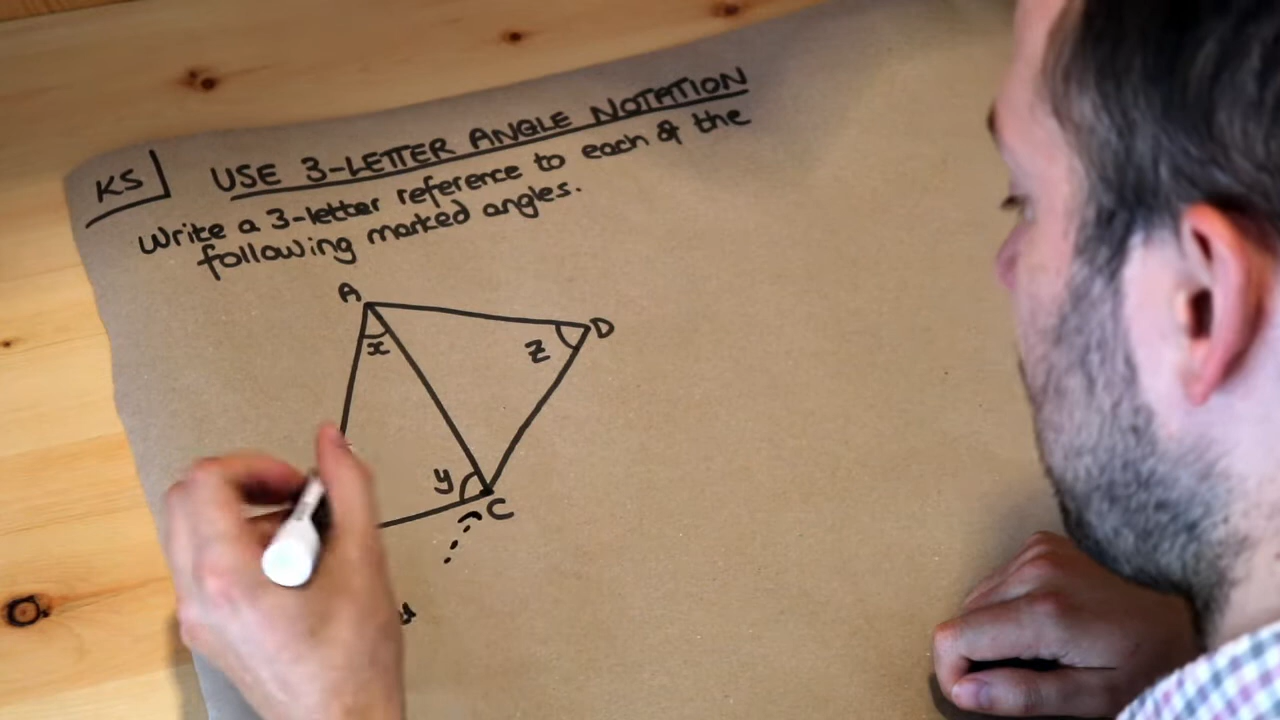 KS
USE 3-LETTER ANGLE NOTATION
Write a 3-letter reference to each of the
following marked angles.
A
D
x
z
y
C